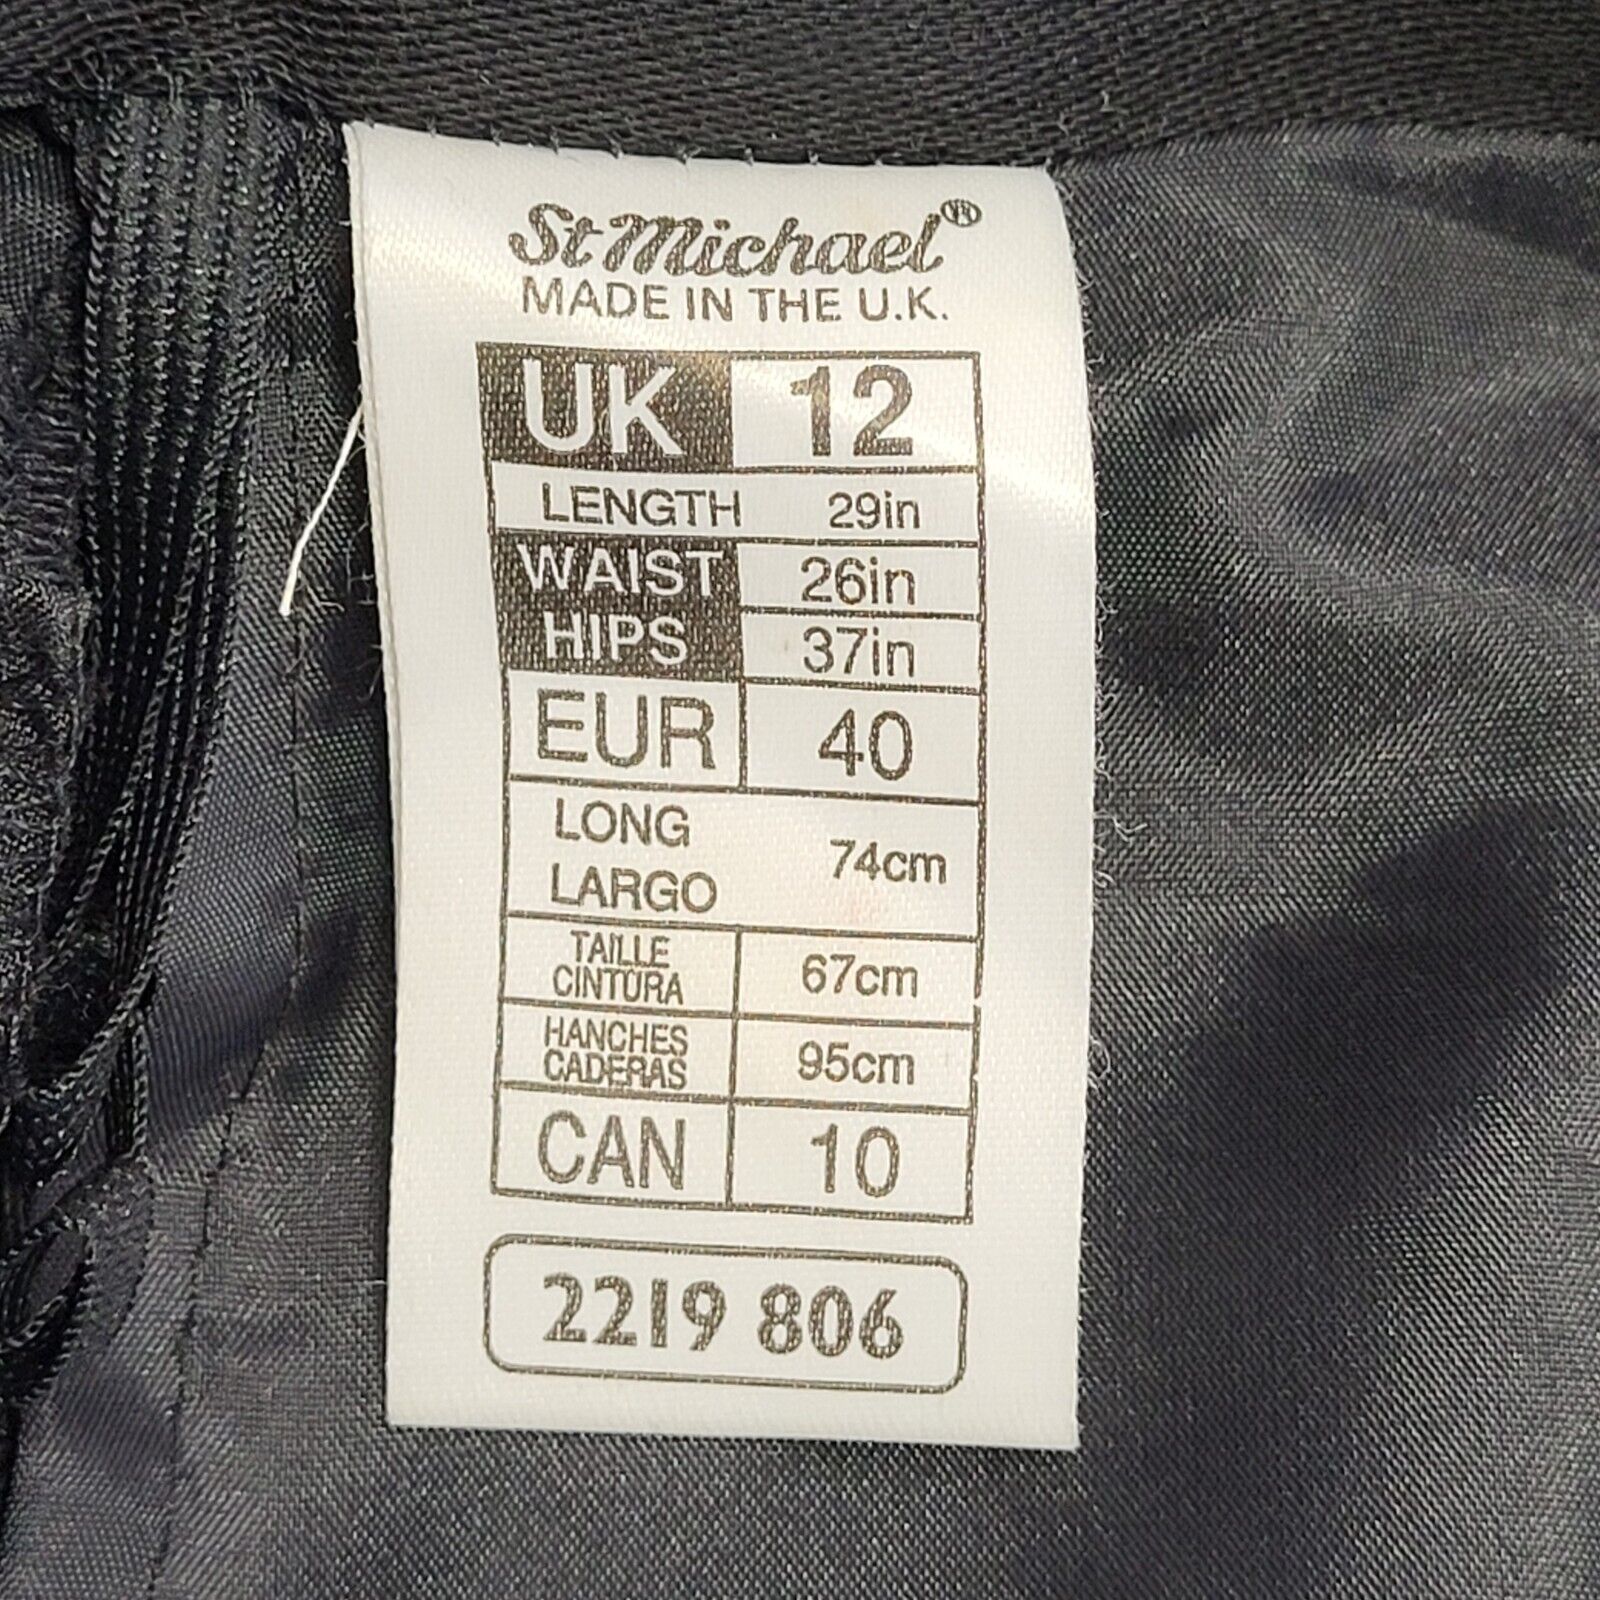 St Michael®
MADE IN THE U.K.
UK 12
LENGTH 29in
WAIST 26in
HIPS 37in
EUR 40
LONG
LARGO 74cm
TAILLE
CINTURA 67cm
HANCHES
CADERAS 95cm
CAN 10
2219 806